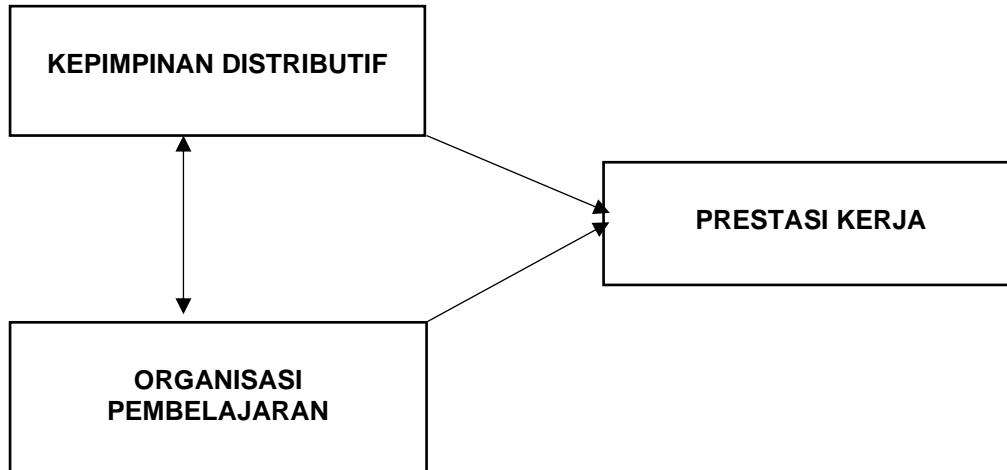 KEPIMPINAN DISTRIBUTIF
PRESTASI KERJA
ORGANISASI
PEMBELAJARAN